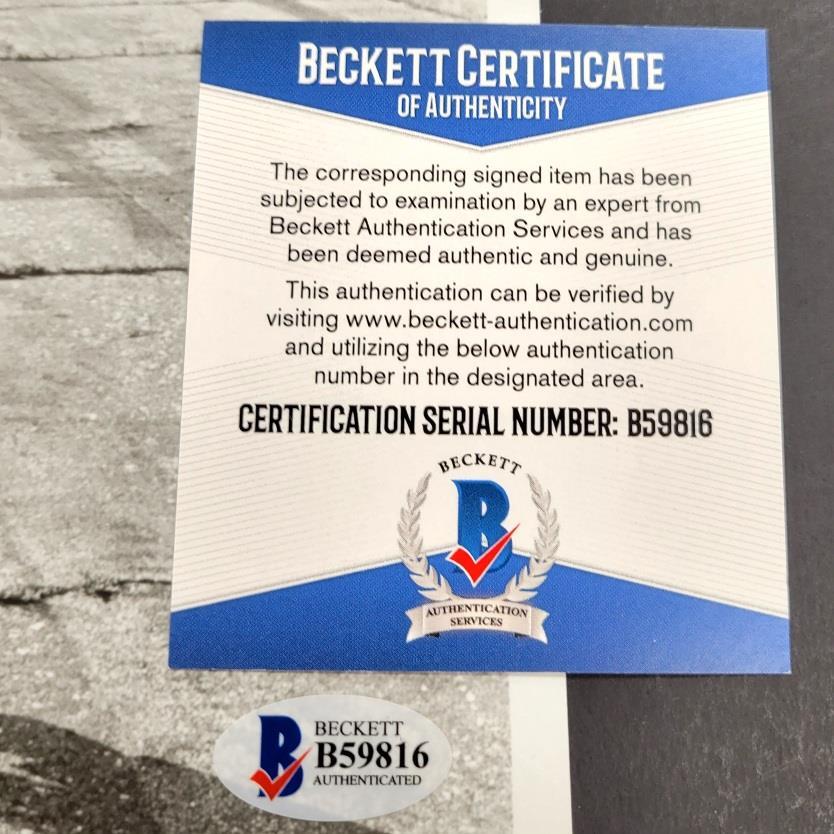 BECKETT CERTIFICATE
OF AUTHENTICITY
The corresponding signed item has been
subjected to examination by an expert from
Beckett Authentication Services and has
been deemed authentic and genuine.
This authentication can be verified by
visiting www.beckett-authentication.com
and utilizing the below authentication
number in the designated area.
CERTIFICATION SERIAL NUMBER: B59816
BECKETT
B
AUTHENTICATION
SERVICES
B
BECKETT
B59816
AUTHENTICATED